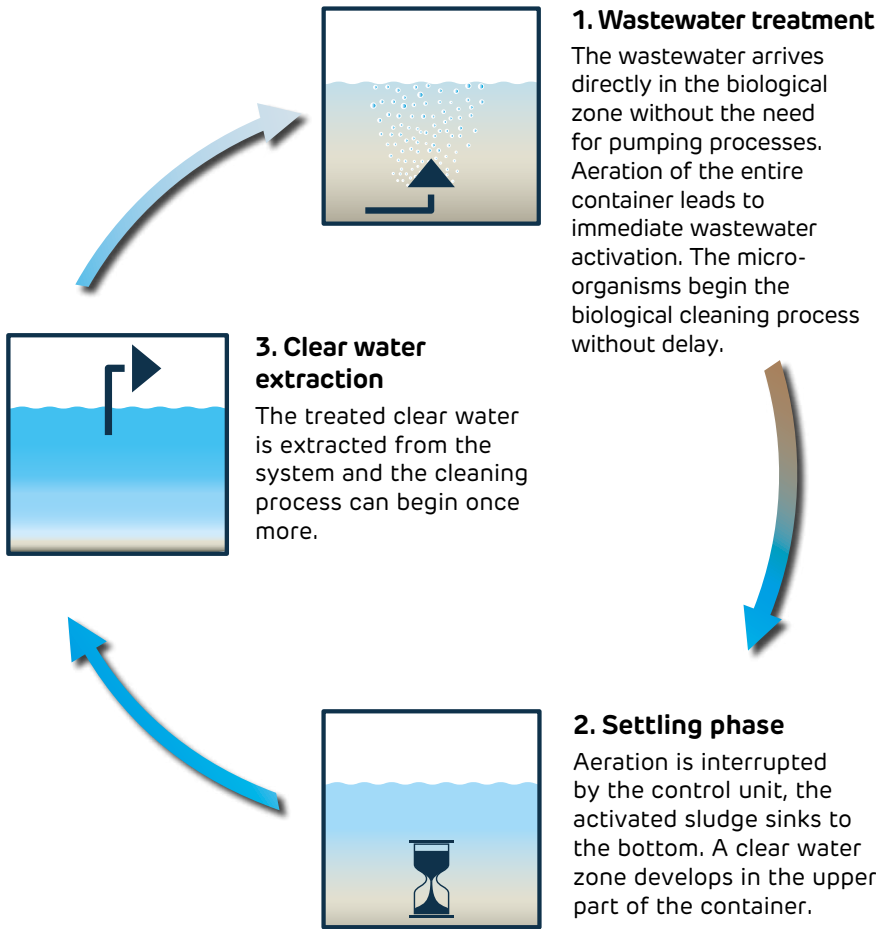 1. Wastewater treatment
The wastewater arrives
directly in the biological
zone without the need
for pumping processes.
Aeration of the entire
container leads to
immediate wastewater
activation. The micro-
organisms begin the
biological cleaning process
without delay.
2. Settling phase
Aeration is interrupted
by the control unit, the
activated sludge sinks to
the bottom. A clear water
zone develops in the upper
part of the container.
3. Clear water
extraction
The treated clear water
is extracted from the
system and the cleaning
process can begin once
more.